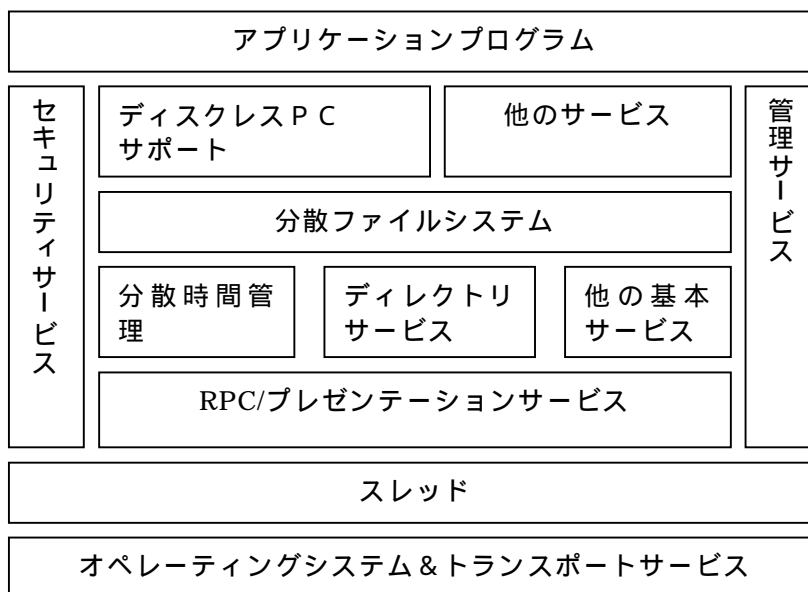 アプリケーションプログラム
セキュリティサービス
ディスクレスPC
サポート
他のサービス
管理サービス
分散ファイルシステム
分散時間管
理
ディレクトリ
サービス
他の基本
サービス
RPC/プレゼンテーションサービス
スレッド
オペレーティングシステム&トランスポートサービス